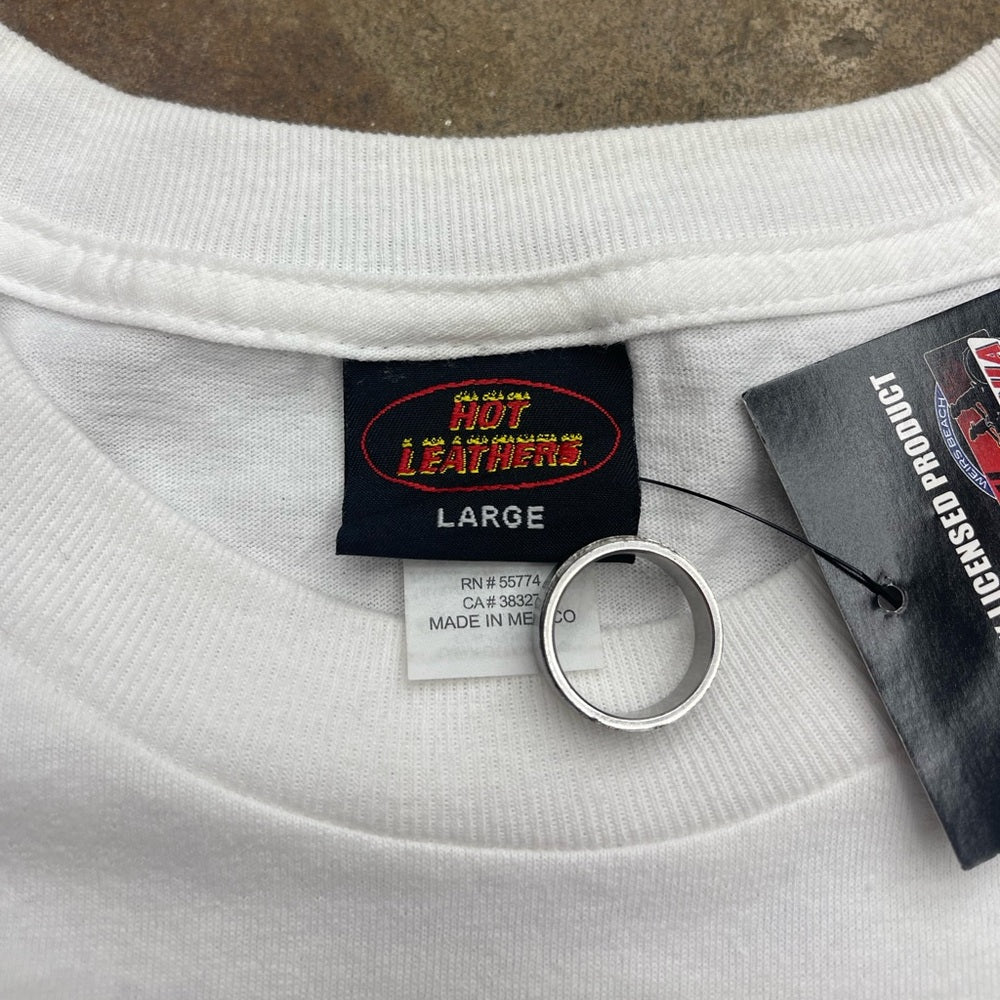 HOT
LEATHERS
LARGE
RN # 55774
CA # 38327
MADE IN ME CO
LICENSED PRODUCT
WEIRS BEACH